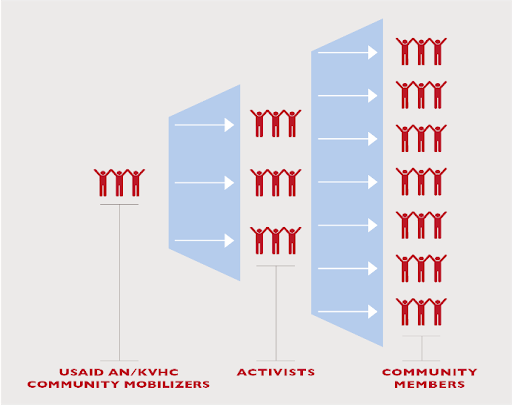 USAID AN/KVHC
COMMUNITY MOBILIZERS
ACTIVISTS
COMMUNITY
MEMBERS